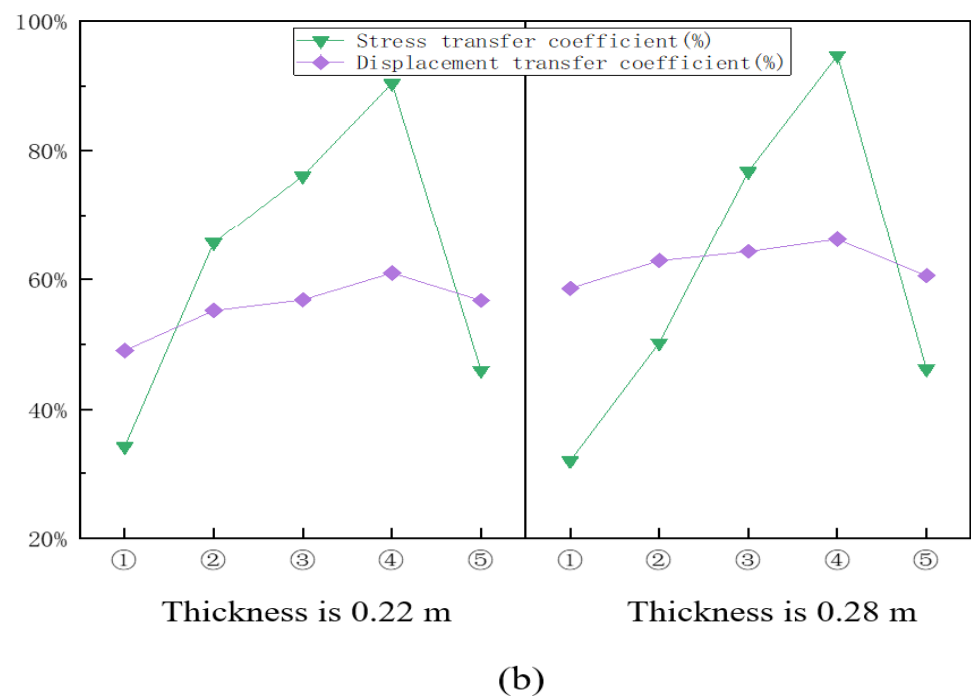 100%
Stress transfer coefficient(%)
Displacement transfer coefficient(%)
80%
60%
40%
20%
① ② ③ ④ ⑤ ① ② ③ ④ ⑤
Thickness is 0.22 m Thickness is 0.28 m
(b)